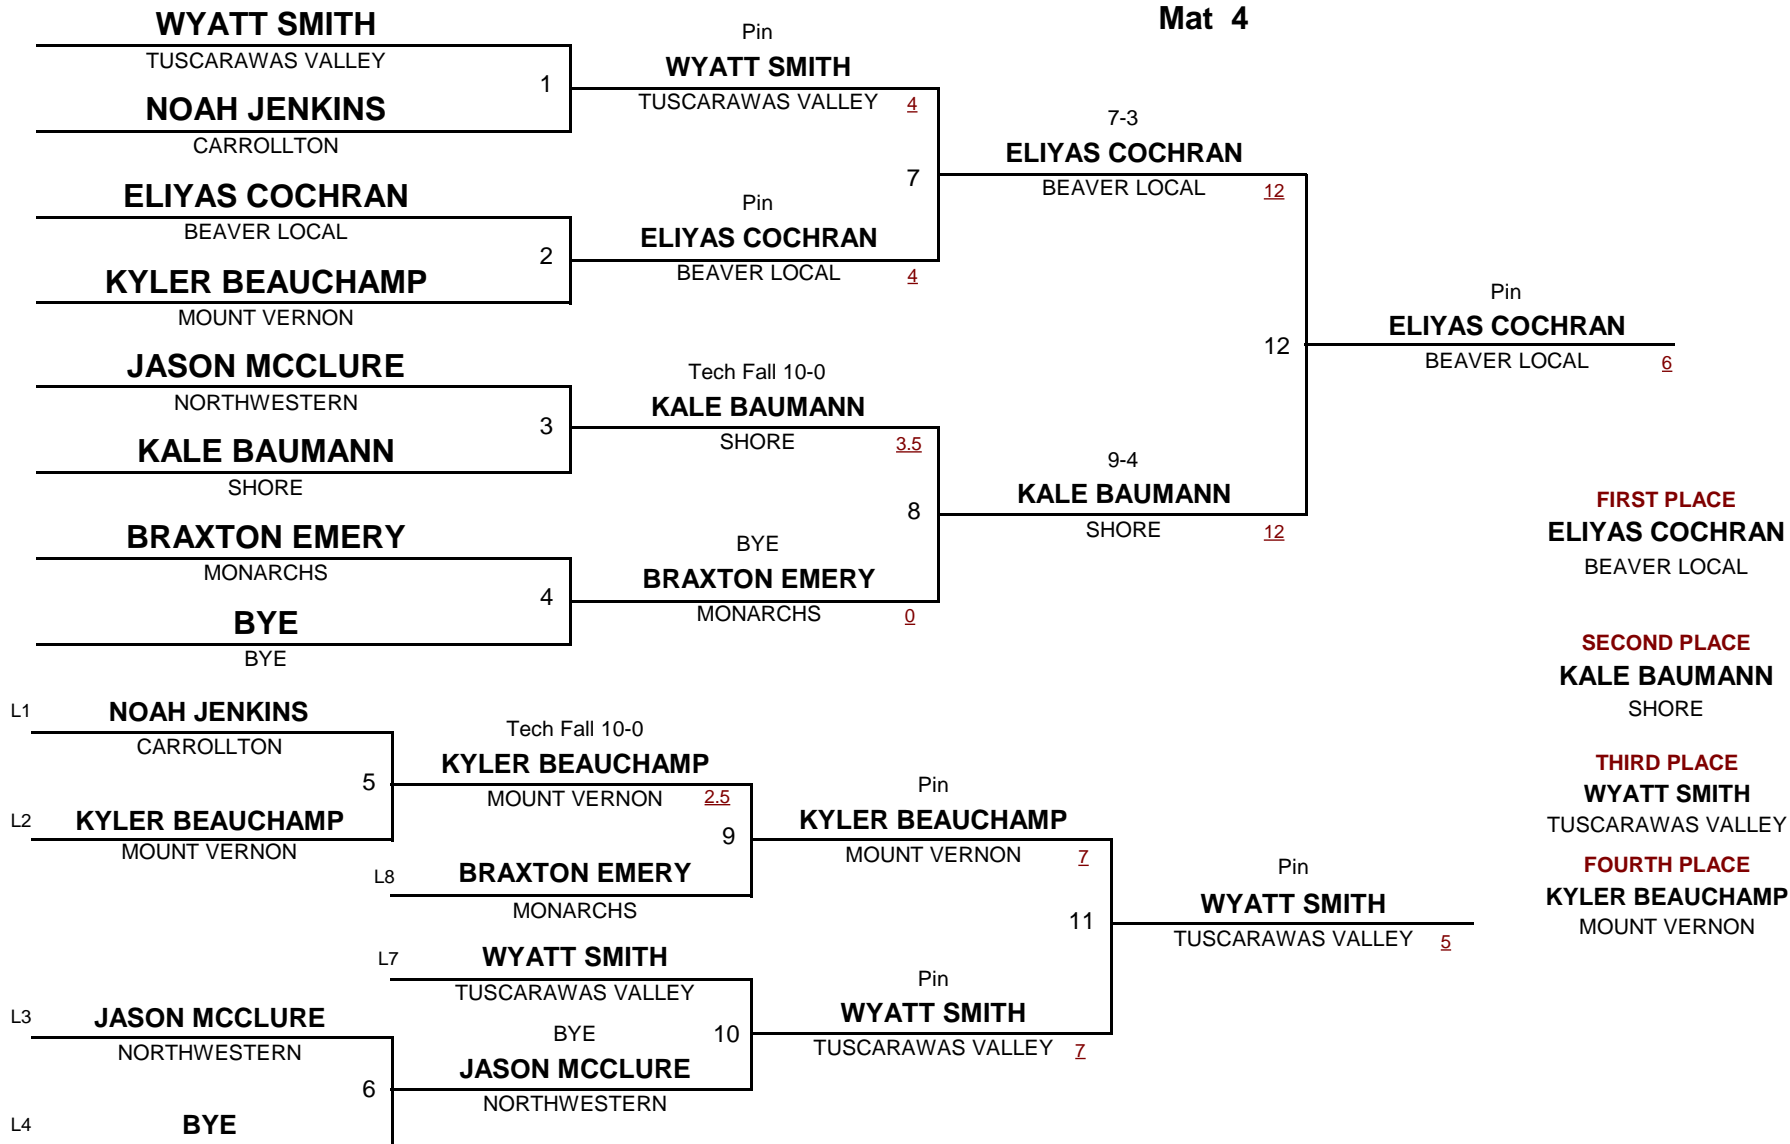 Mat 4
WYATT SMITH
TUSCARAWAS VALLEY
1
NOAH JENKINS
CARROLLTON
ELIYAS COCHRAN
BEAVER LOCAL
2
KYLER BEAUCHAMP
MOUNT VERNON
JASON MCCLURE
NORTHWESTERN
3
KALE BAUMANN
SHORE
BRAXTON EMERY
MONARCHS
4
BYE
BYE
Pin
WYATT SMITH
TUSCARAWAS VALLEY 4
7
Pin
ELIYAS COCHRAN
BEAVER LOCAL 4
Tech Fall 10-0
KALE BAUMANN
SHORE 3.5
8
BYE
BRAXTON EMERY
MONARCHS 0
7-3
ELIYAS COCHRAN
BEAVER LOCAL 12
12
9-4
KALE BAUMANN
SHORE 12
Pin
ELIYAS COCHRAN
BEAVER LOCAL 6
FIRST PLACE
ELIYAS COCHRAN
BEAVER LOCAL
SECOND PLACE
KALE BAUMANN
SHORE
THIRD PLACE
WYATT SMITH
TUSCARAWAS VALLEY
FOURTH PLACE
KYLER BEAUCHAMP
MOUNT VERNON
L1 NOAH JENKINS
CARROLLTON
5
L2 KYLER BEAUCHAMP
MOUNT VERNON
L3 JASON MCCLURE
NORTHWESTERN
6
L4 BYE
Tech Fall 10-0
KYLER BEAUCHAMP
MOUNT VERNON 2.5
9
L8 BRAXTON EMERY
MONARCHS
L7 WYATT SMITH
TUSCARAWAS VALLEY
BYE 10
JASON MCCLURE
NORTHWESTERN
Pin
KYLER BEAUCHAMP
MOUNT VERNON 7
11
Pin
WYATT SMITH
TUSCARAWAS VALLEY 7
Pin
WYATT SMITH
TUSCARAWAS VALLEY 5